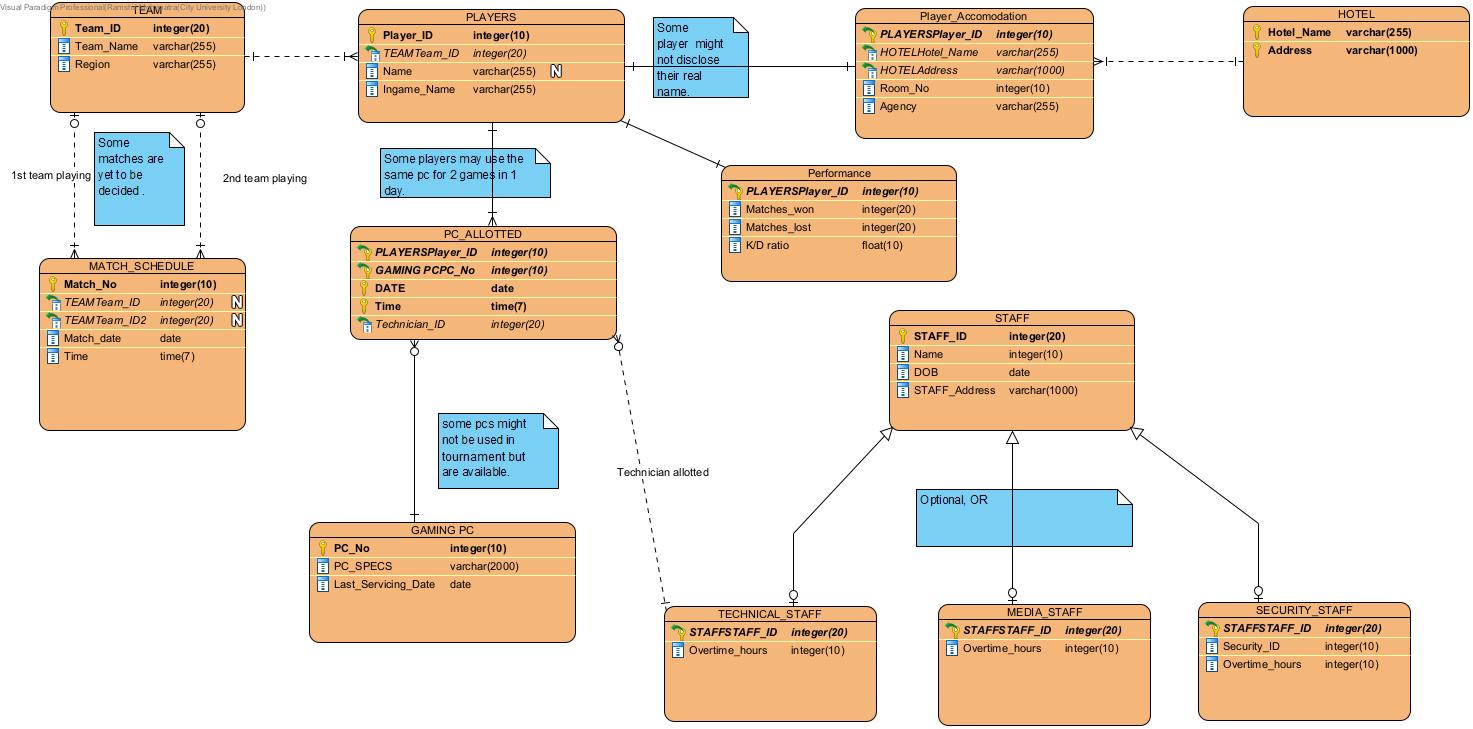 Visual Paradigm Professional(Ramsha (City University London))
TEAM
Team_ID integer(20)
Team_Name varchar(255)
Region varchar(255)
PLAYERS
Player_ID integer(10)
TEAMTeam_ID integer(20)
Name varchar(255) N
Ingame_Name varchar(255)
Some
player might
not disclose
their real
name.
Player_Accomodation
PLAYERSPlayer_ID integer(10)
HOTELHotel_Name varchar(255)
HOTELAddress varchar(1000)
Room_No integer(10)
Agency varchar(255)
HOTEL
Hotel_Name varchar(255)
Address varchar(1000)
1st team playing
Some
matches are
yet to be
decided .
2nd team playing
Some players may use the
same pc for 2 games in 1
day.
Performance
PLAYERSPlayer_ID integer(10)
Matches_won integer(20)
Matches_lost integer(20)
K/D ratio float(10)
MATCH_SCHEDULE
Match_No integer(10)
TEAMTeam_ID integer(20) N
TEAMTeam_ID2 integer(20) N
Match_date date
Time time(7)
PC_ALLOTTED
PLAYERSPlayer_ID integer(10)
GAMING PCPC_No integer(10)
DATE date
Time time(7)
Technician_ID integer(20)
STAFF
STAFF_ID integer(20)
Name integer(10)
DOB date
STAFF_Address varchar(1000)
some pcs might
not be used in
tournament but
are available.
Technician allotted
Optional, OR
GAMING PC
PC_No integer(10)
PC_SPECS varchar(2000)
Last_Servicing_Date date
TECHNICAL_STAFF
STAFFSTAFF_ID integer(20)
Overtime_hours integer(10)
MEDIA_STAFF
STAFFSTAFF_ID integer(20)
Overtime_hours integer(10)
SECURITY_STAFF
STAFFSTAFF_ID integer(20)
Security_ID integer(10)
Overtime_hours integer(10)